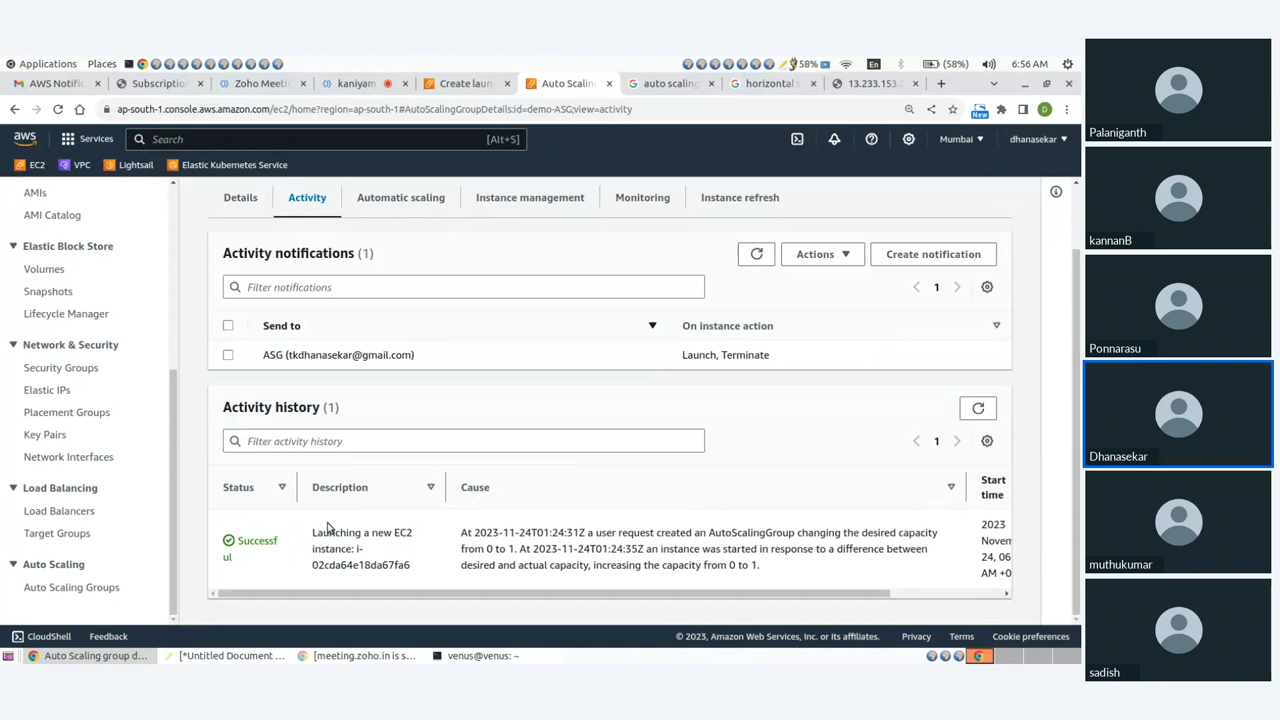 Applications Places 58% En (58%) 6:56 AM
AWS Notific Subscription Zoho Meeti kaniyam Create laun Auto Scaling auto scaling horizontal s 13.233.153.
ap-south-1.console.aws.amazon.com/ec2/home?region=ap-south-1#AutoScalingGroupDetails:id=demo-ASG;view=activity New D
aws Services Search [Alt+S] Mumbai dhanasekar
EC2 VPC Lightsail Elastic Kubernetes Service
AMIs
AMI Catalog
Elastic Block Store
Volumes
Snapshots
Lifecycle Manager
Network & Security
Security Groups
Elastic IPs
Placement Groups
Key Pairs
Network Interfaces
Load Balancing
Load Balancers
Target Groups
Auto Scaling
Auto Scaling Groups
Details Activity Automatic scaling Instance management Monitoring Instance refresh
Activity notifications (1) Actions Create notification
Filter notifications 1
Send to On instance action
ASG (tkdhanasekar@gmail.com) Launch, Terminate
Activity history (1)
Filter activity history 1
Status Description Cause Start
time
Successf
ul
Launching a new EC2
instance: i-
02cda64e18da67fa6
At 2023-11-24T01:24:31Z a user request created an AutoScalingGroup changing the desired capacity
from 0 to 1. At 2023-11-24T01:24:35Z an instance was started in response to a difference between
desired and actual capacity, increasing the capacity from 0 to 1.
2023
Novem
24, 06
AM +0
CloudShell Feedback © 2023, Amazon Web Services, Inc. or its affiliates. Privacy Terms Cookie preferences
Auto Scaling group d... [*Untitled Document ... [meeting.zoho.in is s... venus@venus: ~
Palaniganth
kannanB
Ponnarasu
Dhanasekar
muthukumar
sadish